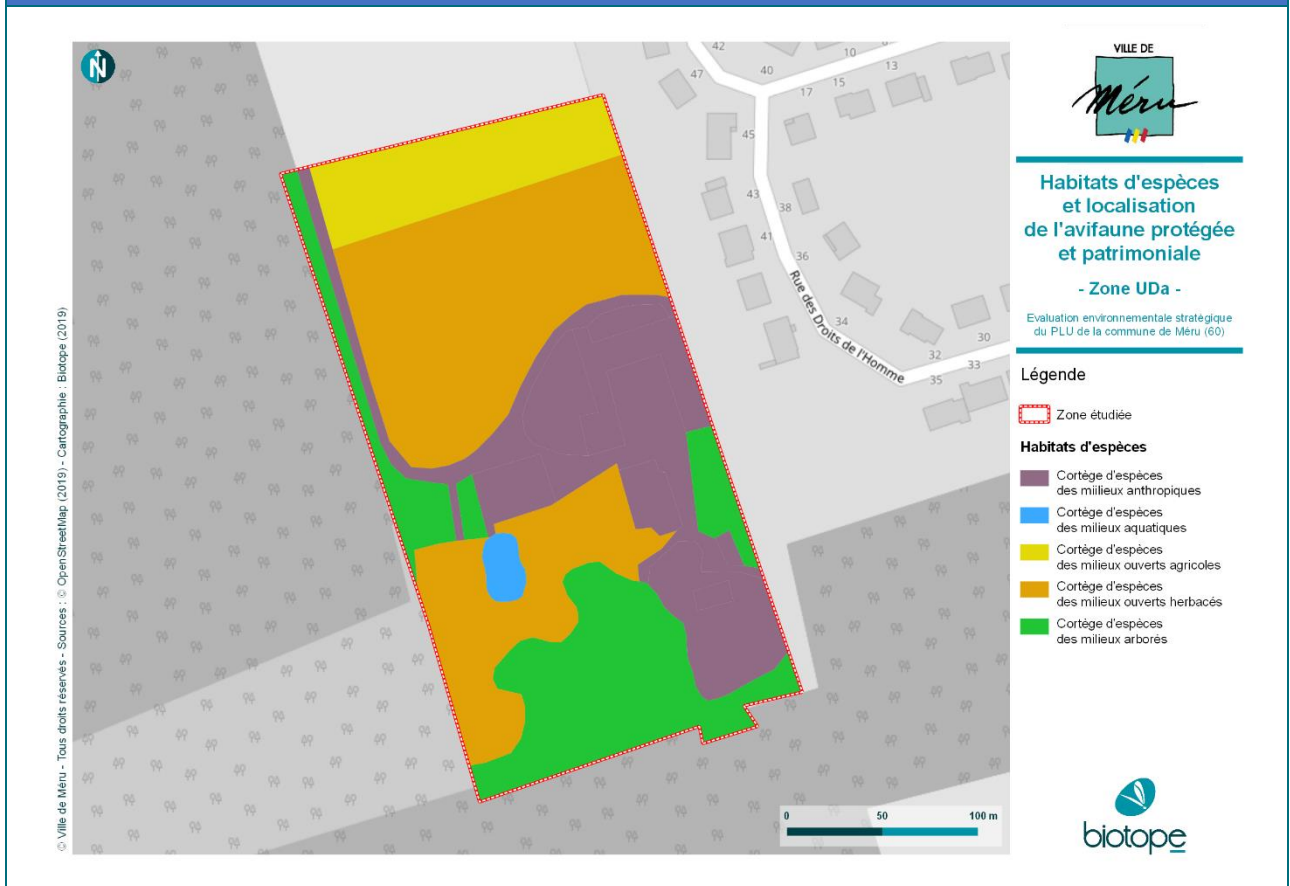 N
42
10
8
47
40
13
15
17
45
43
38
41
36
Rue des Droits de l'Homme
34
32
30
33
35
0
50
100 m
© Ville de Méru - Tous droits réservés - Sources : © OpenStreetMap (2019) - Cartographie : Biotope (2019)
VILLE DE
Méru
Habitats d'espèces
et localisation
de l'avifaune protégée
et patrimoniale
- Zone UDa -
Evaluation environnementale stratégique
du PLU de la commune de Méru (60)
Légende
Zone étudiée
Habitats d'espèces
Cortège d'espèces
des miilieux anthropiques
Cortège d'espèces
des milieux aquatiques
Cortège d'espèces
des milieux ouverts agricoles
Cortège d'espèces
des milieux ouverts herbacés
Cortège d'espèces
des milieux arborés
biotope